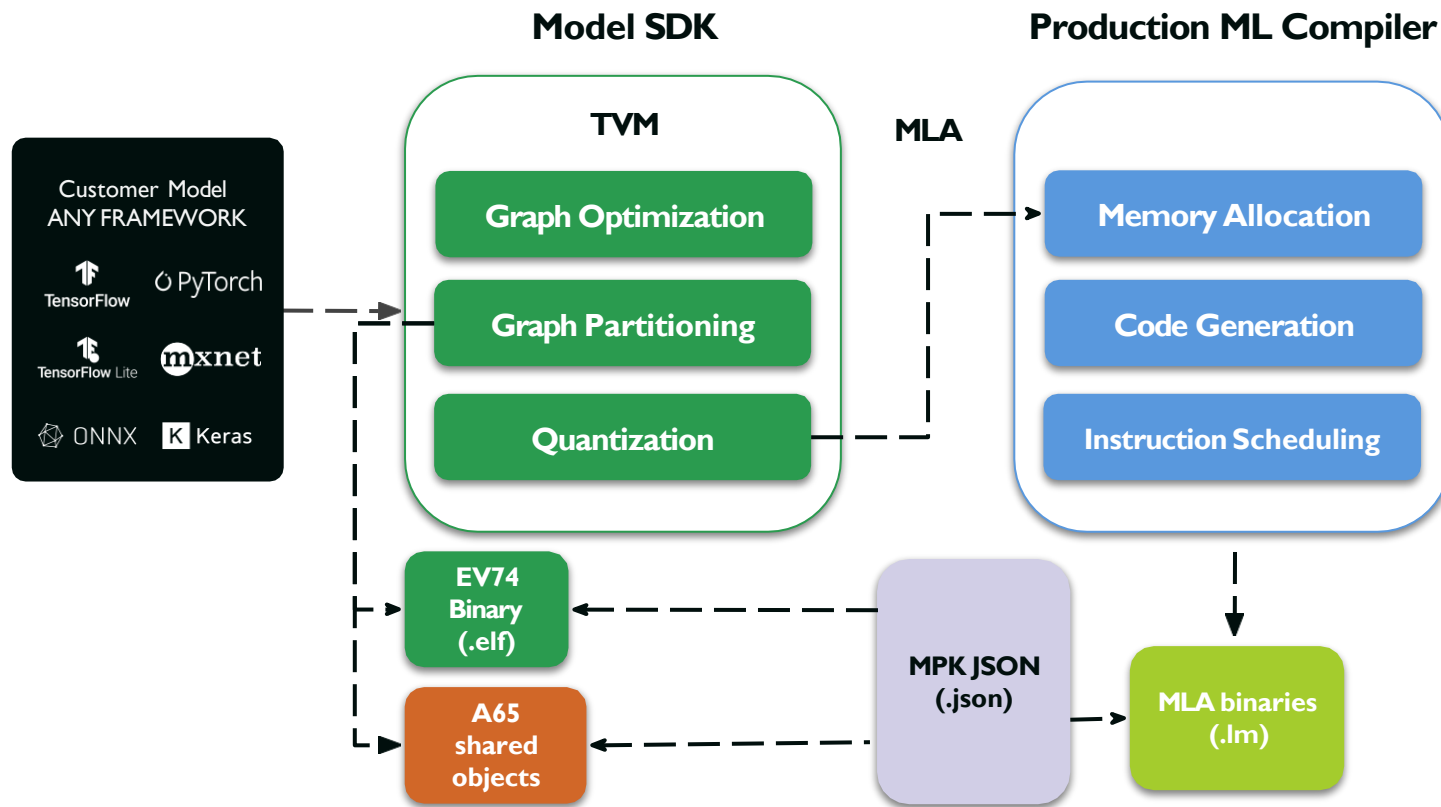 Model SDK
Production ML Compiler
TVM
MLA
Customer Model
ANY FRAMEWORK
TensorFlow
PyTorch
TensorFlow Lite
mxnet
ONNX
K Keras
Graph Optimization
Graph Partitioning
Quantization
Memory Allocation
Code Generation
Instruction Scheduling
EV74
Binary
(.elf)
A65
shared
objects
MPK JSON
(.json)
MLA binaries
(.lm)